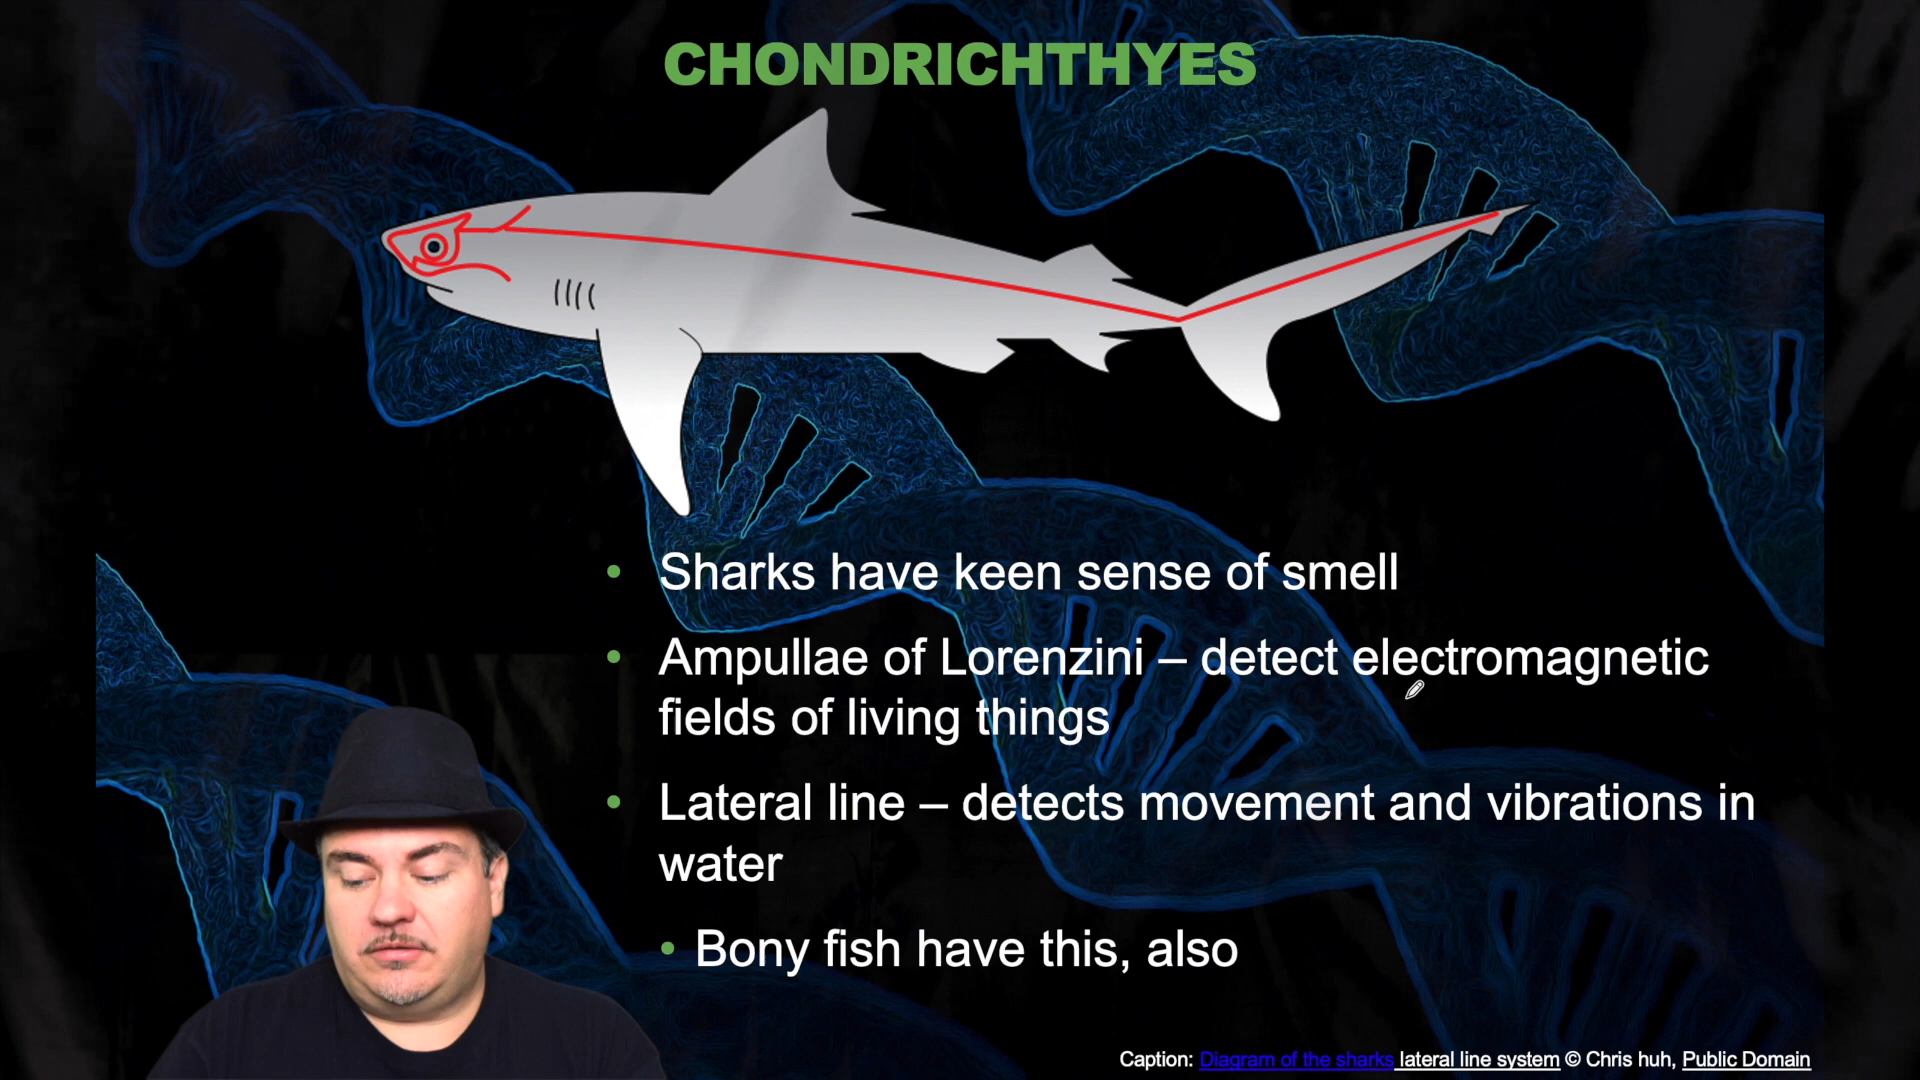 CHONDRICHTHYES
• Sharks have keen sense of smell
• Ampullae of Lorenzini – detect electromagnetic
fields of living things
• Lateral line – detects movement and vibrations in
water
• Bony fish have this, also
Caption: Diagram of the sharks lateral line system © Chris huh, Public Domain